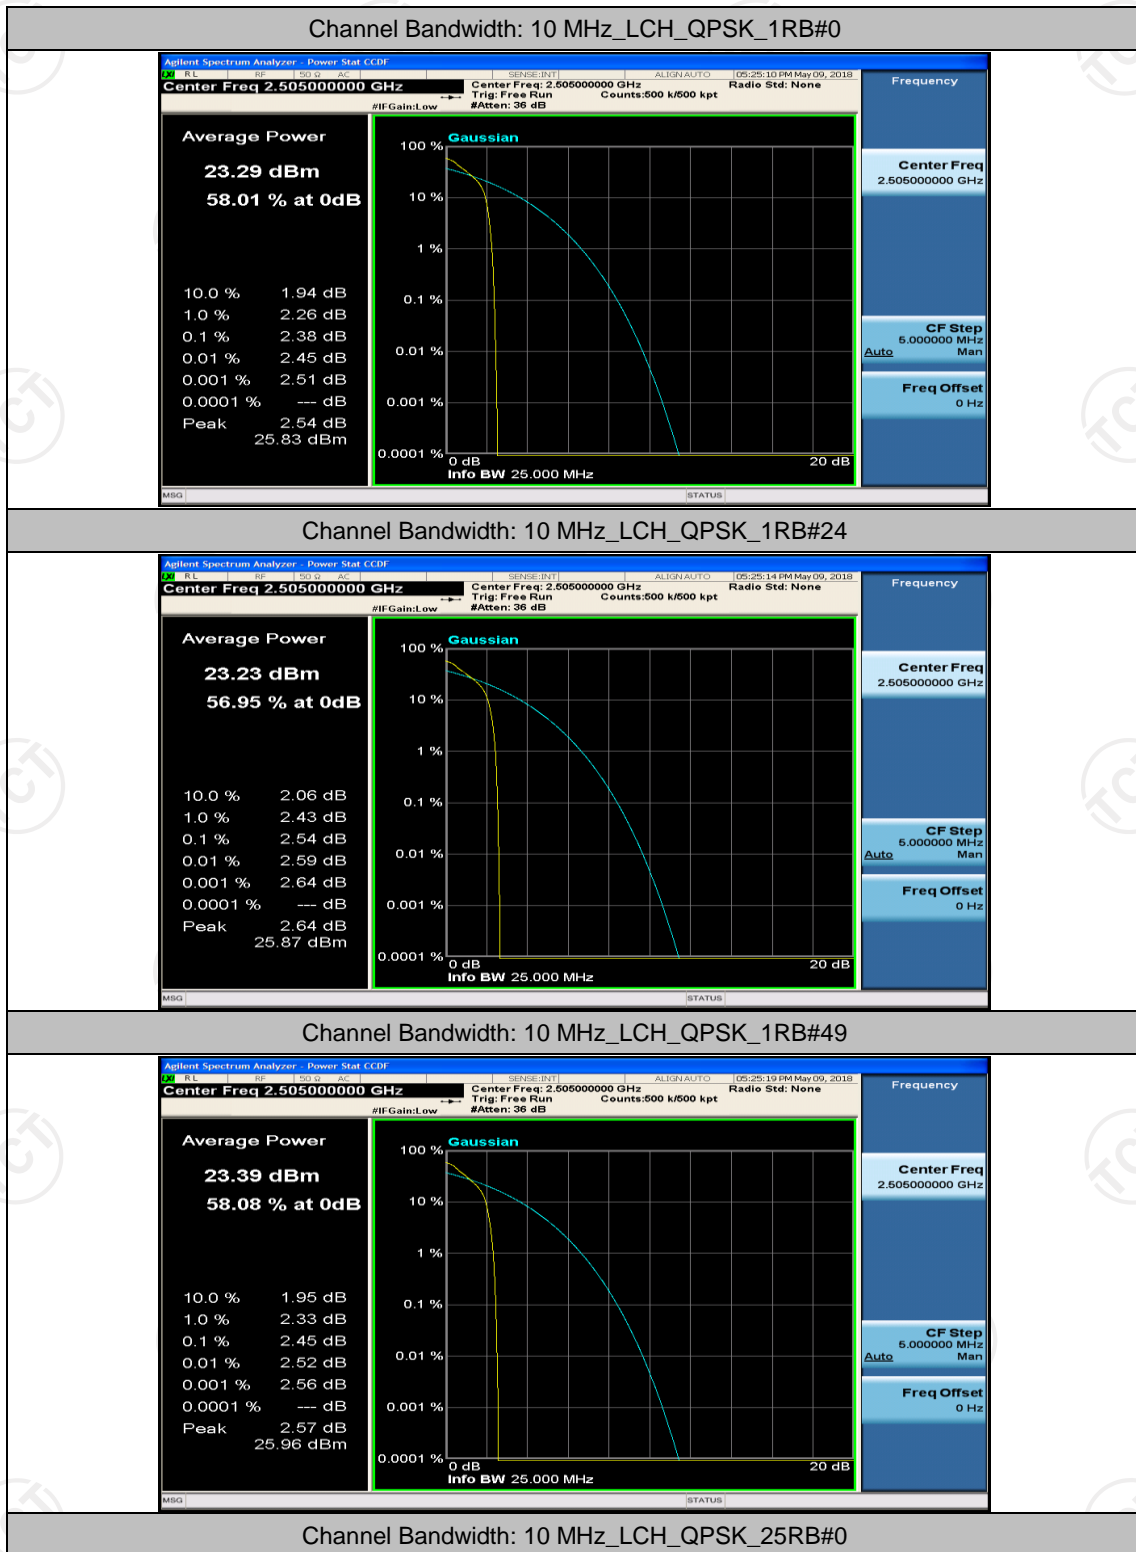 Channel Bandwidth: 10 MHz_LCH_QPSK_1RB#0
Agilent Spectrum Analyzer - Power Stat CCDF
LXI RL RF 50 Ω AC SENSE:INT ALIGN AUTO 05:25:10 PM May 09, 2018
Center Freq 2.505000000 GHz
Center Freq: 2.505000000 GHz Radio Std: None
Trig: Free Run Counts:500 k/500 kpt
#IFGain:Low #Atten: 36 dB
Frequency
Average Power
23.29 dBm
58.01 % at 0dB
10.0 % 1.94 dB
1.0 % 2.26 dB
0.1 % 2.38 dB
0.01 % 2.45 dB
0.001 % 2.51 dB
0.0001 % --- dB
Peak 2.54 dB
25.83 dBm
Gaussian
100 %
10 %
1 %
0.1 %
0.01 %
0.001 %
0.0001 %
0 dB 20 dB
Info BW 25.000 MHz
Center Freq
2.505000000 GHz
CF Step
5.000000 MHz
Auto Man
Freq Offset
0 Hz
MSG STATUS
Channel Bandwidth: 10 MHz_LCH_QPSK_1RB#24
Agilent Spectrum Analyzer - Power Stat CCDF
LXI RL RF 50 Ω AC SENSE:INT ALIGN AUTO 05:25:14 PM May 09, 2018
Center Freq 2.505000000 GHz
Center Freq: 2.505000000 GHz Radio Std: None
Trig: Free Run Counts:500 k/500 kpt
#IFGain:Low #Atten: 36 dB
Frequency
Average Power
23.23 dBm
56.95 % at 0dB
10.0 % 2.06 dB
1.0 % 2.43 dB
0.1 % 2.54 dB
0.01 % 2.59 dB
0.001 % 2.64 dB
0.0001 % --- dB
Peak 2.64 dB
25.87 dBm
Gaussian
100 %
10 %
1 %
0.1 %
0.01 %
0.001 %
0.0001 %
0 dB 20 dB
Info BW 25.000 MHz
Center Freq
2.505000000 GHz
CF Step
5.000000 MHz
Auto Man
Freq Offset
0 Hz
MSG STATUS
Channel Bandwidth: 10 MHz_LCH_QPSK_1RB#49
Agilent Spectrum Analyzer - Power Stat CCDF
LXI RL RF 50 Ω AC SENSE:INT ALIGN AUTO 05:25:19 PM May 09, 2018
Center Freq 2.505000000 GHz
Center Freq: 2.505000000 GHz Radio Std: None
Trig: Free Run Counts:500 k/500 kpt
#IFGain:Low #Atten: 36 dB
Frequency
Average Power
23.39 dBm
58.08 % at 0dB
10.0 % 1.95 dB
1.0 % 2.33 dB
0.1 % 2.45 dB
0.01 % 2.52 dB
0.001 % 2.56 dB
0.0001 % --- dB
Peak 2.57 dB
25.96 dBm
Gaussian
100 %
10 %
1 %
0.1 %
0.01 %
0.001 %
0.0001 %
0 dB 20 dB
Info BW 25.000 MHz
Center Freq
2.505000000 GHz
CF Step
5.000000 MHz
Auto Man
Freq Offset
0 Hz
MSG STATUS
Channel Bandwidth: 10 MHz_LCH_QPSK_25RB#0